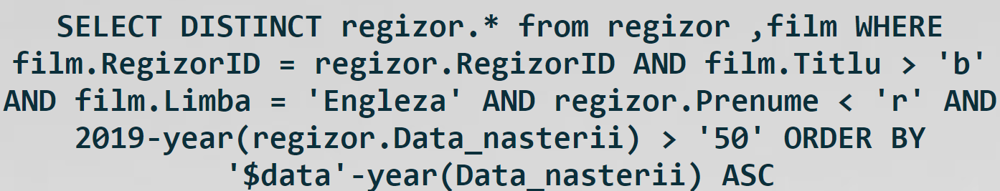 SELECT DISTINCT regizor.* from regizor ,film WHERE
film.RegizorID = regizor.RegizorID AND film.Titlu > 'b'
AND film.Limba = 'Engleza' AND regizor.Prenume < 'r' AND
2019-year(regizor.Data_nasterii) > '50' ORDER BY
'$data'-year(Data_nasterii) ASC